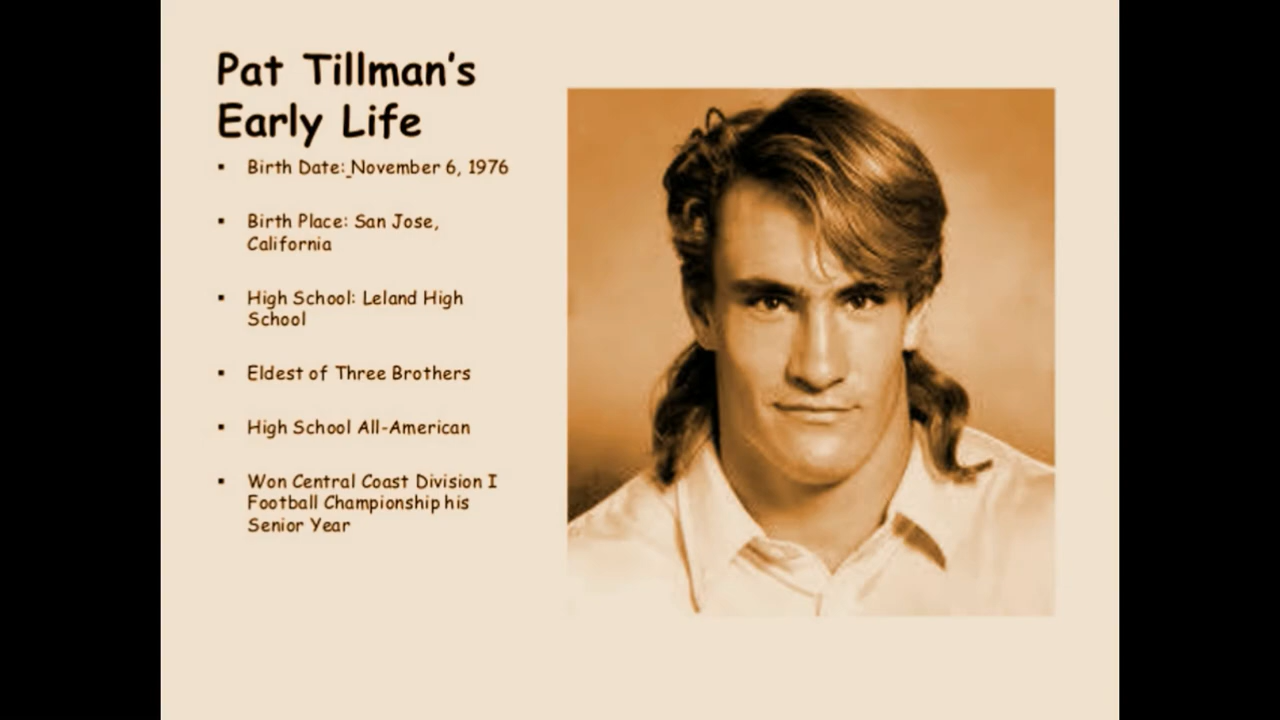 Pat Tillman's
Early Life
▪ Birth Date: November 6, 1976
▪ Birth Place: San Jose,
California
▪ High School: Leland High
School
▪ Eldest of Three Brothers
▪ High School All-American
▪ Won Central Coast Division I
Football Championship his
Senior Year